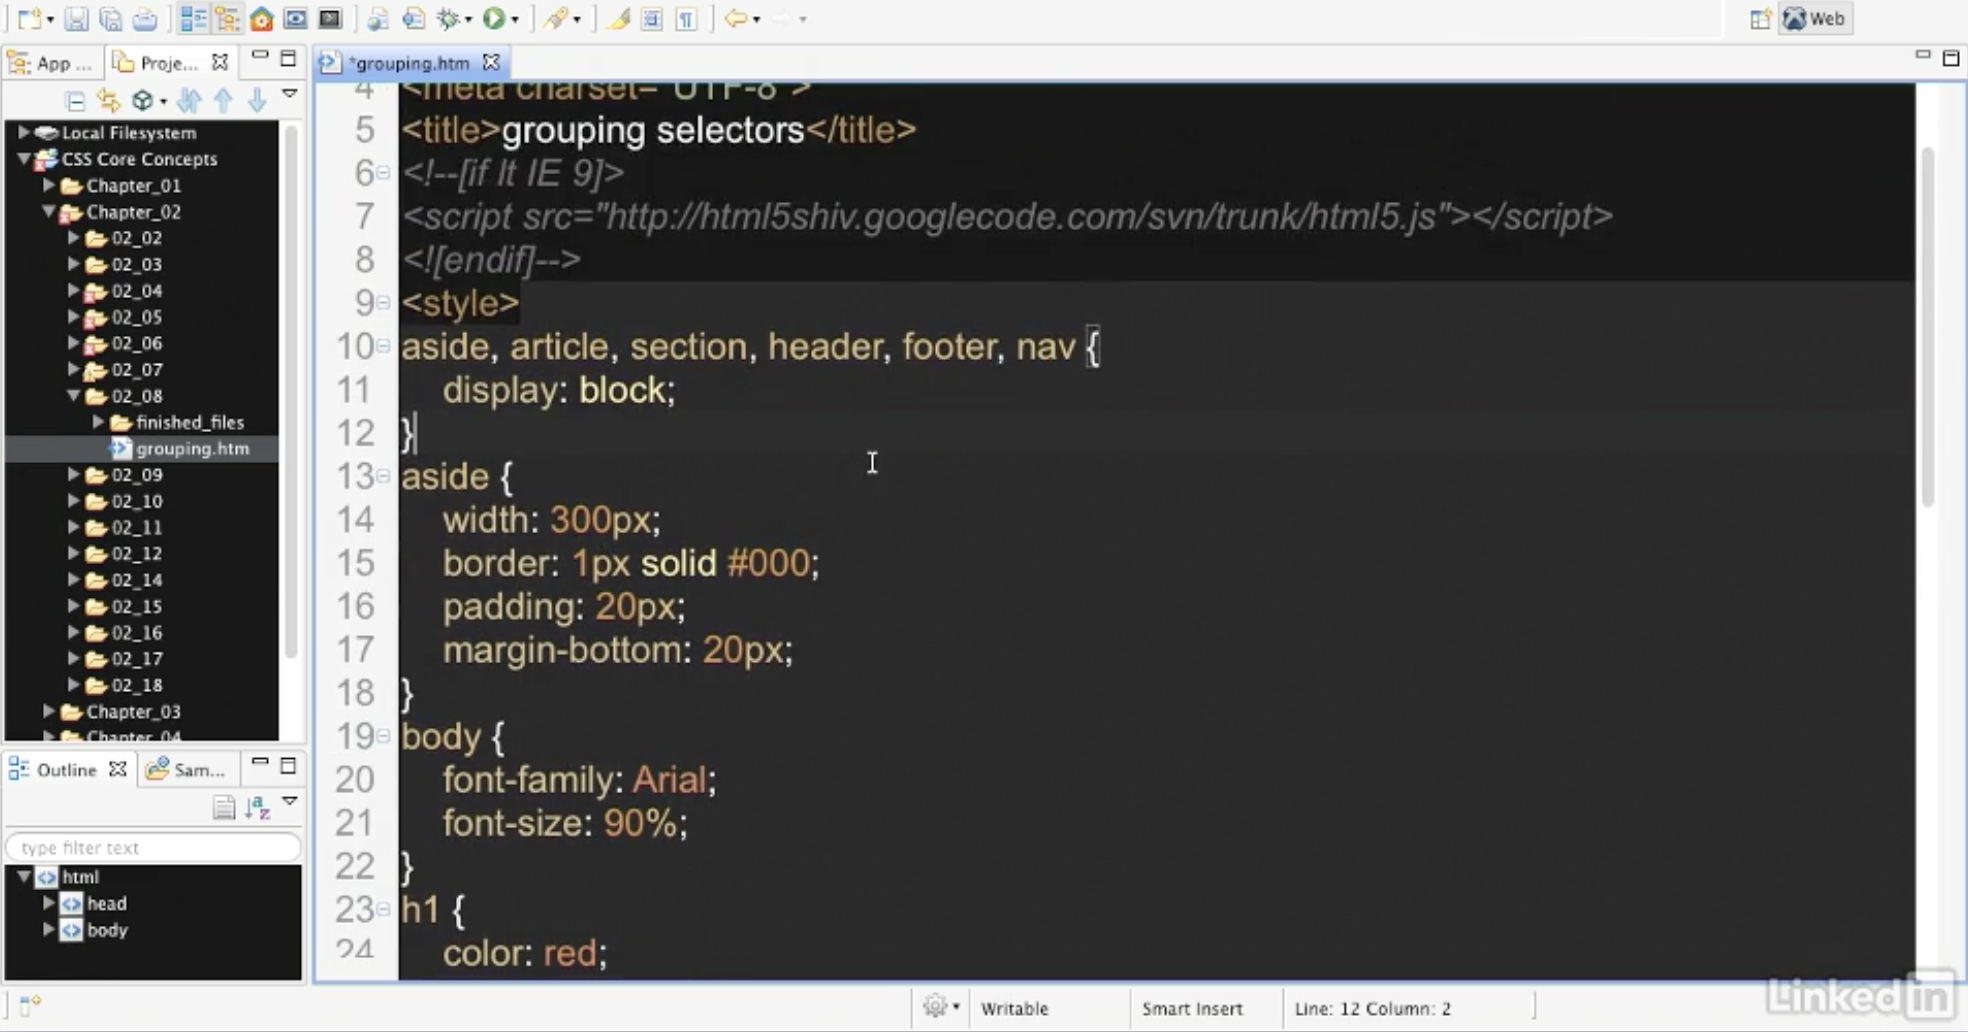 Web
App ...
Proje...
*grouping.htm
Local Filesystem
CSS Core Concepts
Chapter_01
Chapter_02
02_02
02_03
02_04
02_05
02_06
02_07
02_08
finished_files
grouping.htm
02_09
02_10
02_11
02_12
02_14
02_15
02_16
02_17
02_18
Chapter_03
Chapter_04
Outline
Sam...
type filter text
html
head
body
4 <meta charset="UTF-8">
5 <title>grouping selectors</title>
6 <!--[if lt IE 9]>
7 <script src="http://html5shiv.googlecode.com/svn/trunk/html5.js"></script>
8 <![endif]-->
9 <style>
10 aside, article, section, header, footer, nav {
11 display: block;
12 }
13 aside {
14 width: 300px;
15 border: 1px solid #000;
16 padding: 20px;
17 margin-bottom: 20px;
18 }
19 body {
20 font-family: Arial;
21 font-size: 90%;
22 }
23 h1 {
24 color: red;
Writable
Smart Insert
Line: 12 Column: 2
Linked in